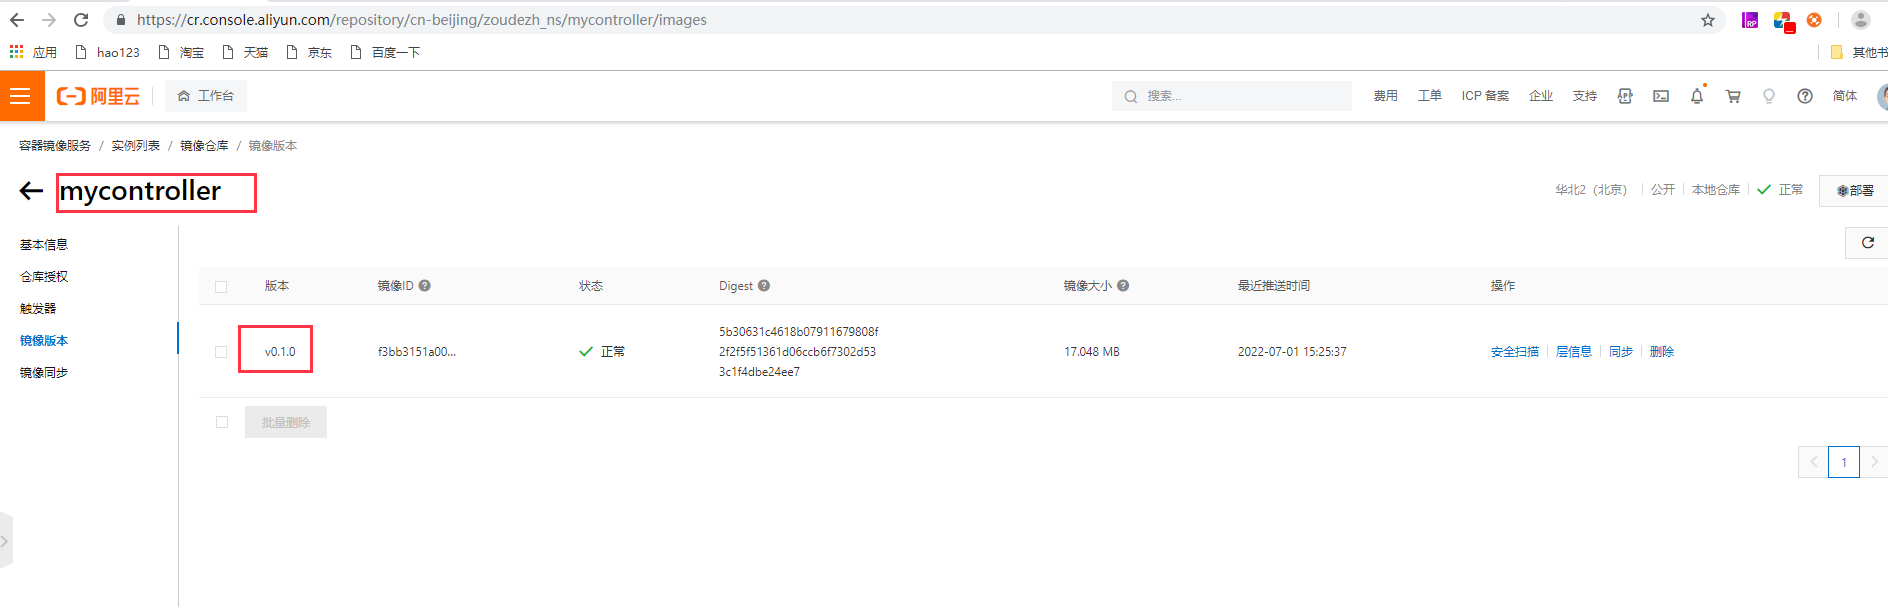 https://cr.console.aliyun.com/repository/cn-beijing/zoudezh_ns/mycontroller/images
应用 hao123 淘宝 天猫 京东 百度一下 其他书
阿里云 工作台 搜索... 费用 工单 ICP 备案 企业 支持 简体
容器镜像服务 / 实例列表 / 镜像仓库 / 镜像版本
mycontroller
华北2（北京） 公开 本地仓库 正常 部署
基本信息
仓库授权
触发器
镜像版本
镜像同步
版本 镜像ID 状态 Digest 镜像大小 最近推送时间 操作
v0.1.0 f3bb3151a00... 正常 5b30631c4618b07911679808f
2f2f5f51361d06ccb6f7302d53
3c1f4dbe24ee7
17.048 MB 2022-07-01 15:25:37 安全扫描 层信息 同步 删除
批量删除
1